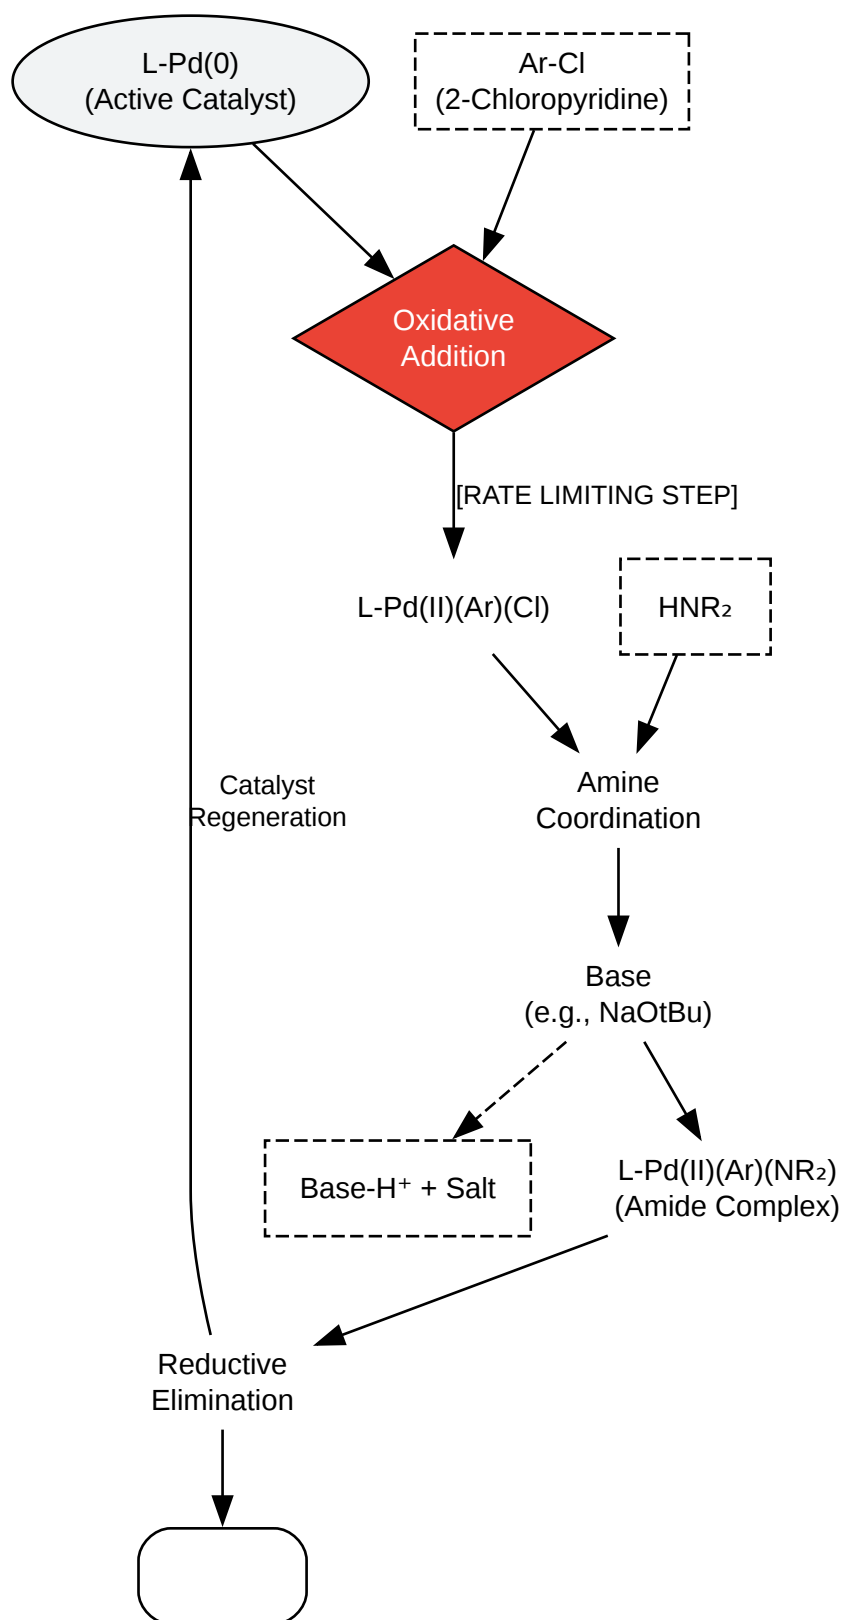 L-Pd(0)
(Active Catalyst)
Ar-Cl
(2-Chloropyridine)
Oxidative
Addition
[RATE LIMITING STEP]
L-Pd(II)(Ar)(Cl)
HNR₂
Catalyst
Regeneration
Amine
Coordination
Base
(e.g., NaOtBu)
Base-H⁺ + Salt
L-Pd(II)(Ar)(NR₂)
(Amide Complex)
Reductive
Elimination